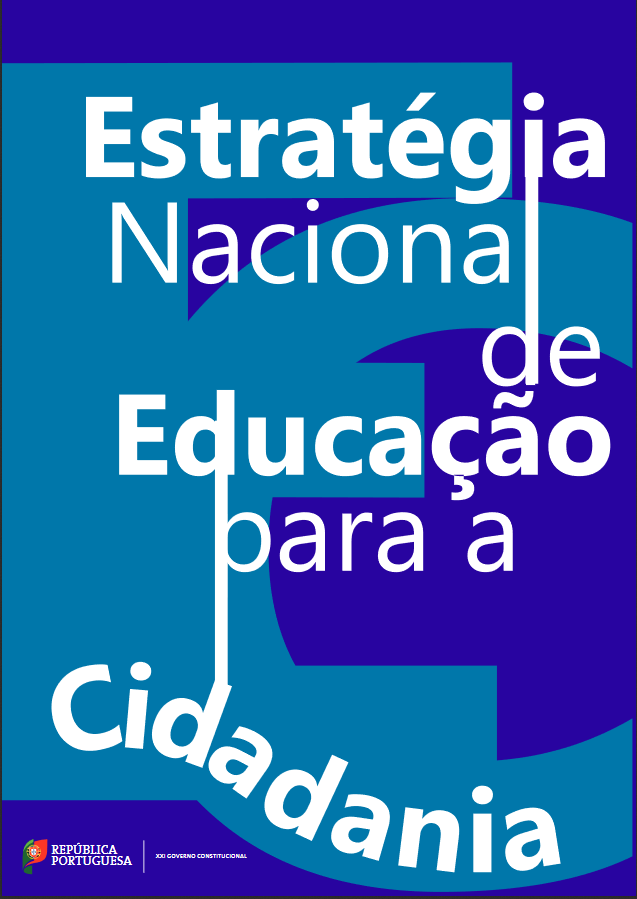 Estratégia
Nacional
de
Educação
para a
Cidadania
REPÚBLICA
PORTUGUESA
XXI GOVERNO CONSTITUCIONAL